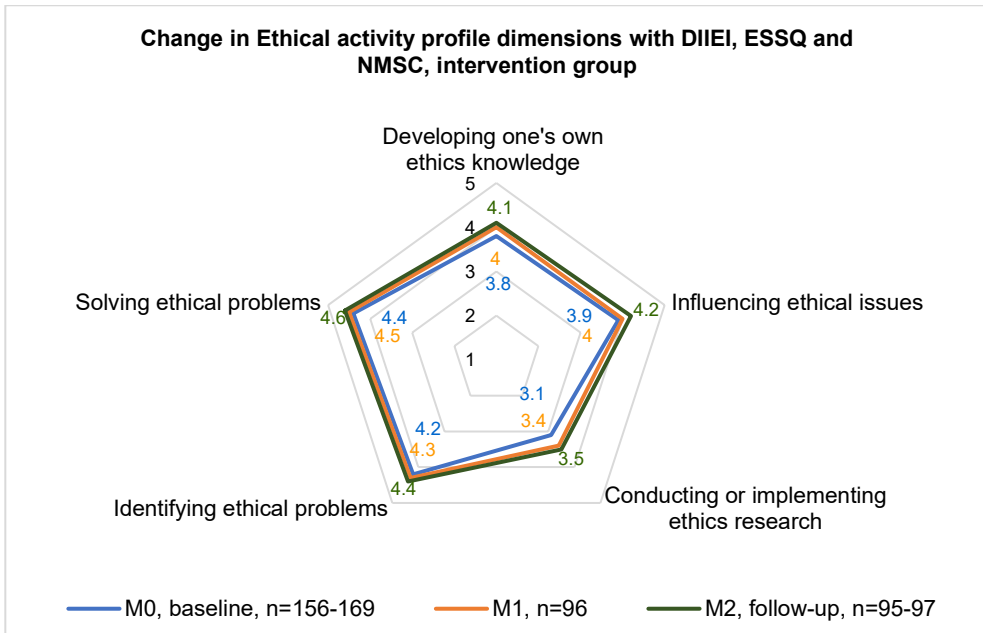 Change in Ethical activity profile dimensions with DIIEI, ESSQ and
NMSC, intervention group
Developing one's own
ethics knowledge
5
4.1
4
4
3
3.8
Solving ethical problems
Influencing ethical issues
4.6
4.4
3.9
4.2
2
4.5
4
1
3.1
4.2
3.4
4.3
3.5
4.4
Identifying ethical problems
Conducting or implementing
ethics research
M0, baseline, n=156-169
M1, n=96
M2, follow-up, n=95-97